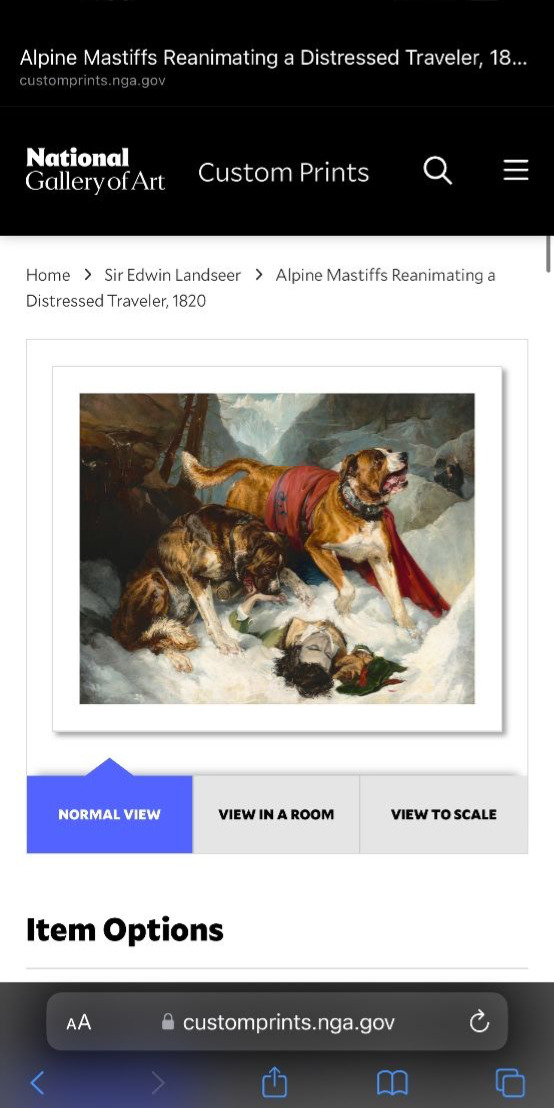 Alpine Mastiffs Reanimating a Distressed Traveler, 18...
customprints.nga.gov
National
Gallery of Art
Custom Prints
Home > Sir Edwin Landseer > Alpine Mastiffs Reanimating a
Distressed Traveler, 1820
NORMAL VIEW
VIEW IN A ROOM
VIEW TO SCALE
Item Options
AA
customprints.nga.gov